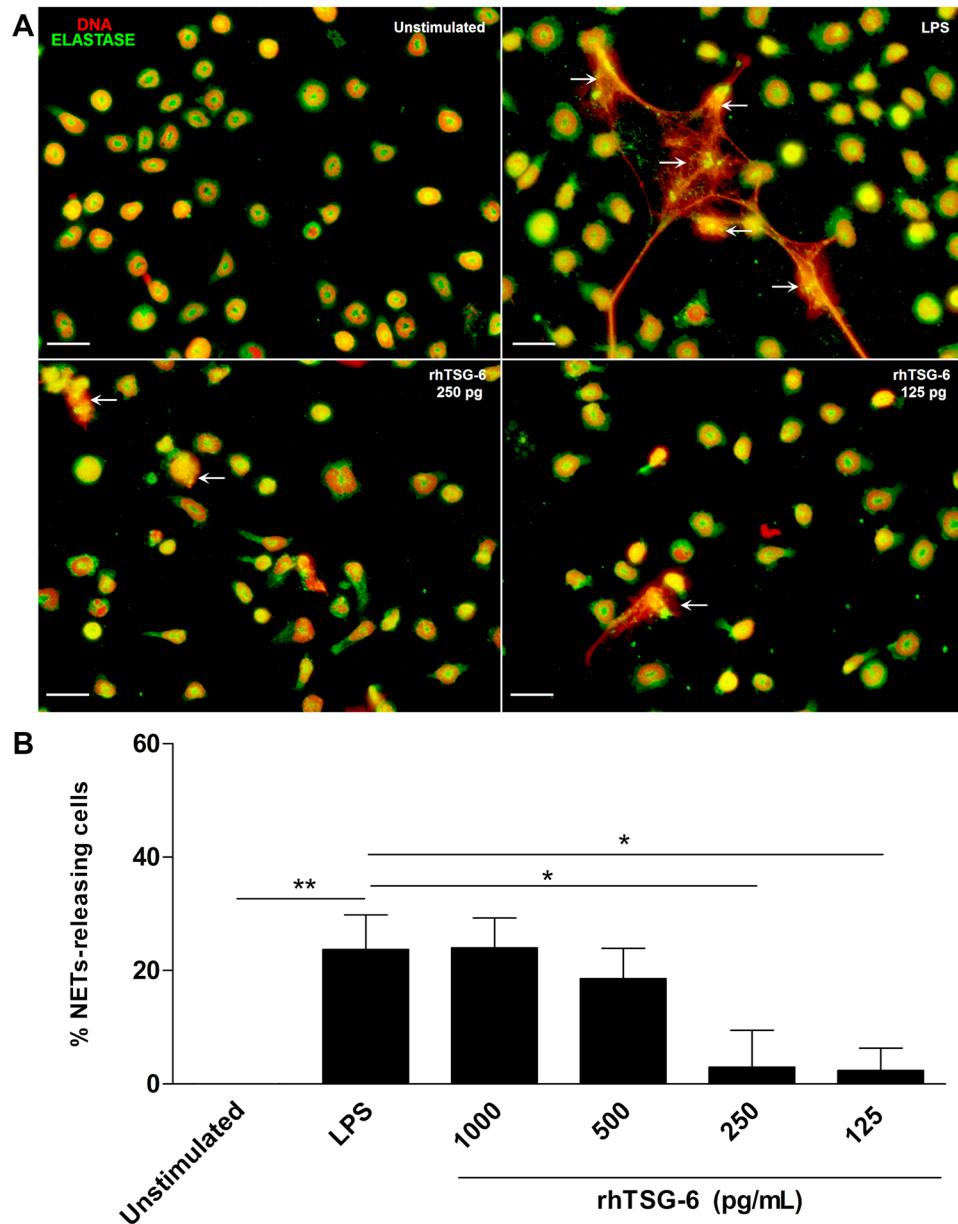 A
DNA
ELASTASE
Unstimulated
LPS
rhTSG-6
250 pg
rhTSG-6
125 pg
B
% NETs-releasing cells
60
40
20
0
**
*
*
Unstimulated
LPS
1000
500
250
125
rhTSG-6 (pg/mL)